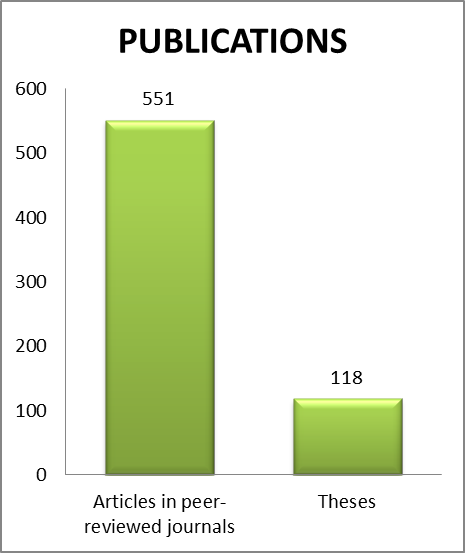 PUBLICATIONS
600
500
400
300
200
100
0
551
118
Articles in peer-
reviewed journals
Theses